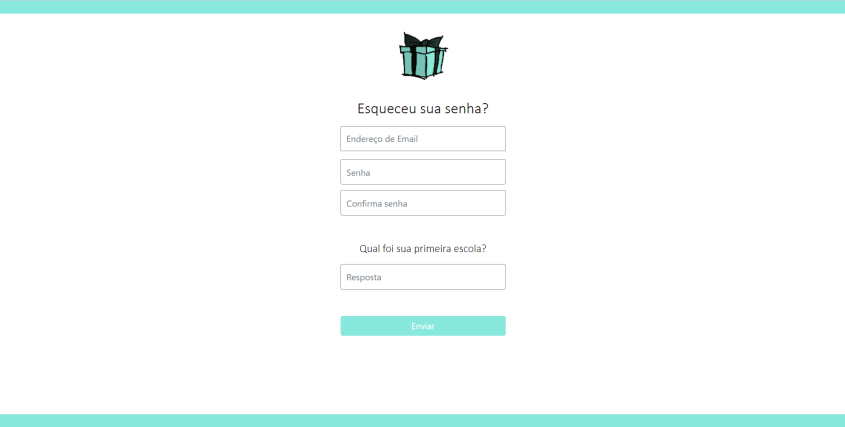 Esqueceu sua senha?
Endereço de Email
Senha
Confirma senha
Qual foi sua primeira escola?
Resposta
Enviar